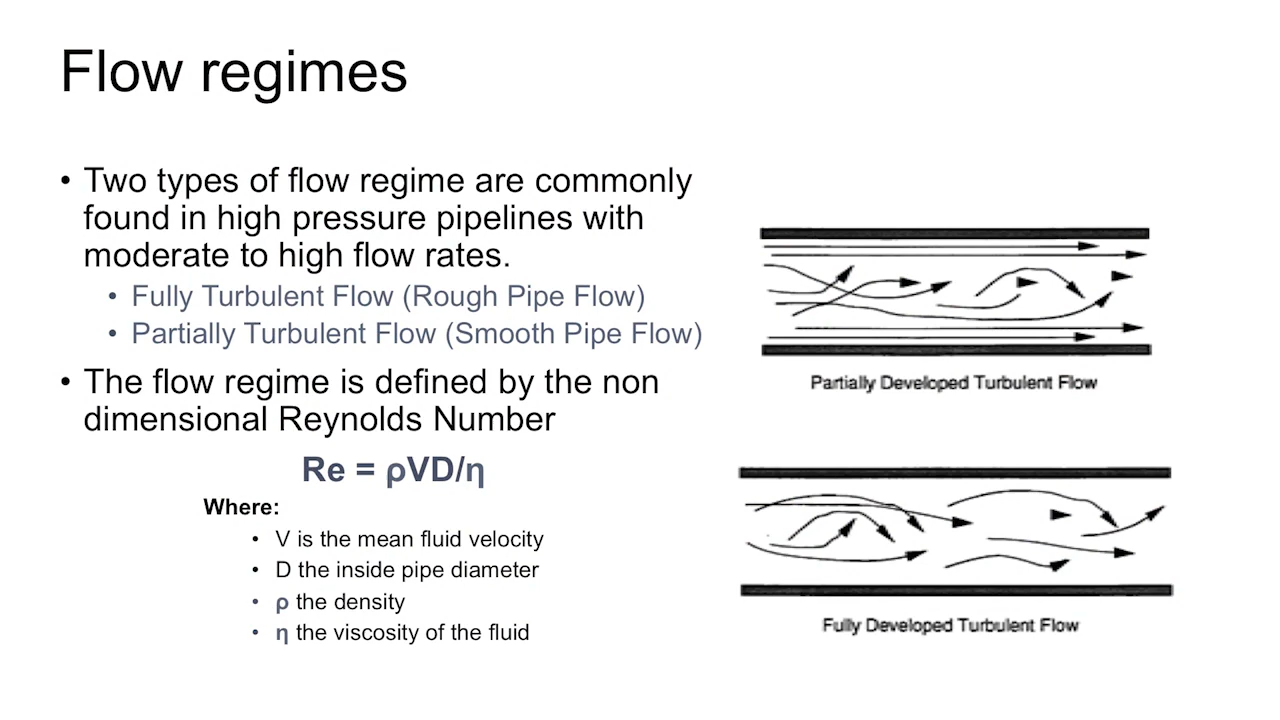 Flow regimes
• Two types of flow regime are commonly
found in high pressure pipelines with
moderate to high flow rates.
• Fully Turbulent Flow (Rough Pipe Flow)
• Partially Turbulent Flow (Smooth Pipe Flow)
• The flow regime is defined by the non
dimensional Reynolds Number
Re = ρVD/η
Where:
• V is the mean fluid velocity
• D the inside pipe diameter
• ρ the density
• η the viscosity of the fluid
Partially Developed Turbulent Flow
Fully Developed Turbulent Flow